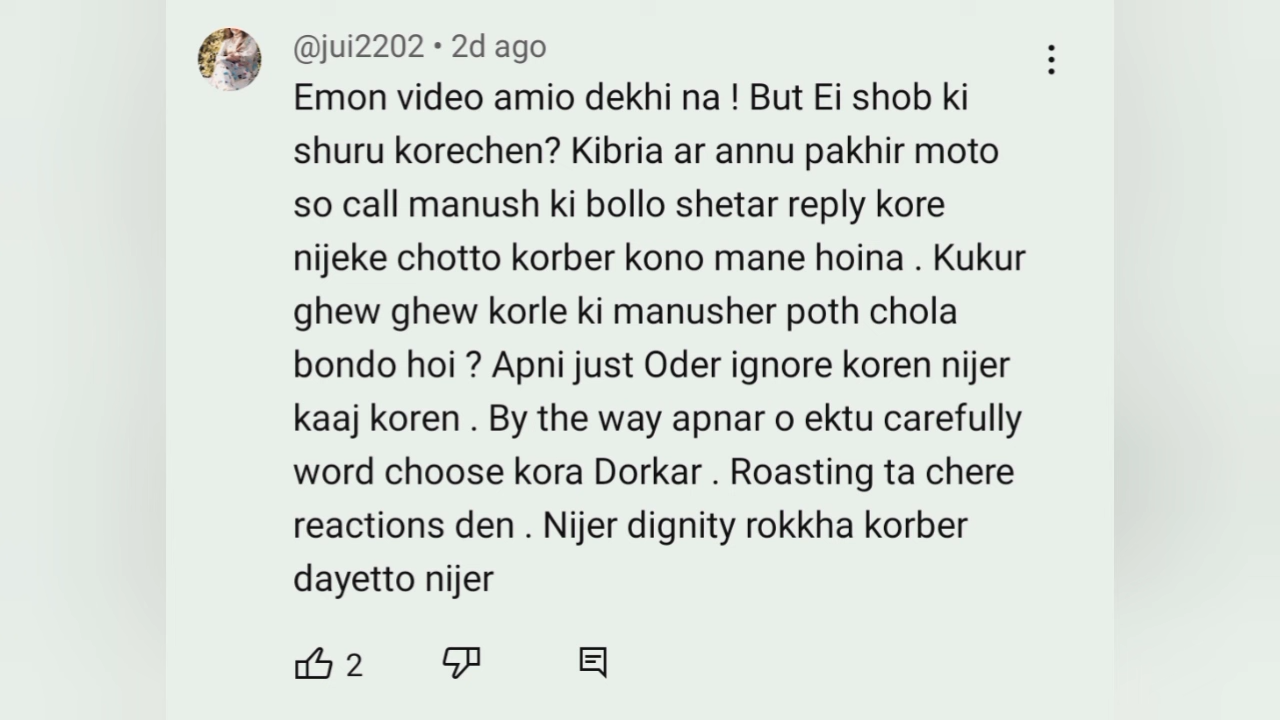 @jui2202 • 2d ago
Emon video amio dekhi na ! But Ei shob ki
shuru korechen? Kibria ar annu pakhir moto
so call manush ki bollo shetar reply kore
nijeke chotto korber kono mane hoina . Kukur
ghew ghew korle ki manusher poth chola
bondo hoi ? Apni just Oder ignore koren nijer
kaaj koren . By the way apnar o ektu carefully
word choose kora Dorkar . Roasting ta chere
reactions den . Nijer dignity rokkha korber
dayetto nijer
2